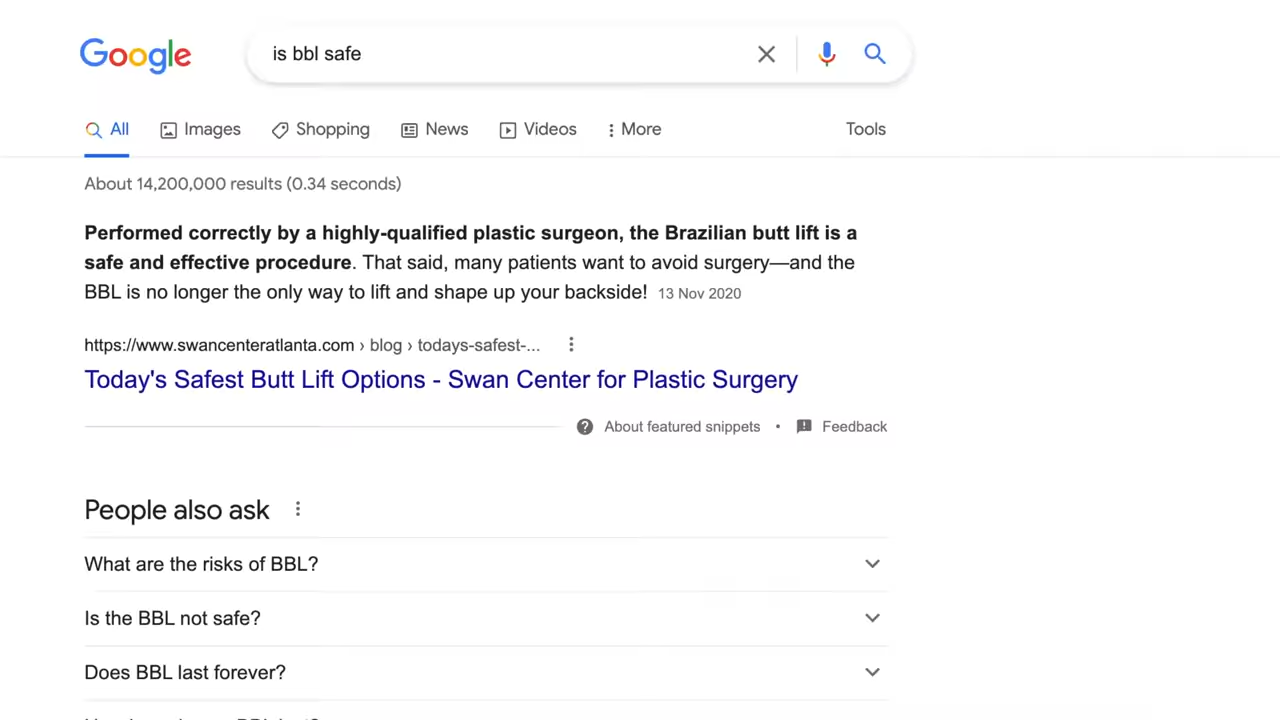 Google
is bbl safe
All Images Shopping News Videos More Tools
About 14,200,000 results (0.34 seconds)
Performed correctly by a highly-qualified plastic surgeon, the Brazilian butt lift is a
safe and effective procedure. That said, many patients want to avoid surgery—and the
BBL is no longer the only way to lift and shape up your backside! 13 Nov 2020
https://www.swancenteratlanta.com › blog › todays-safest-...
Today's Safest Butt Lift Options - Swan Center for Plastic Surgery
About featured snippets • Feedback
People also ask
What are the risks of BBL?
Is the BBL not safe?
Does BBL last forever?